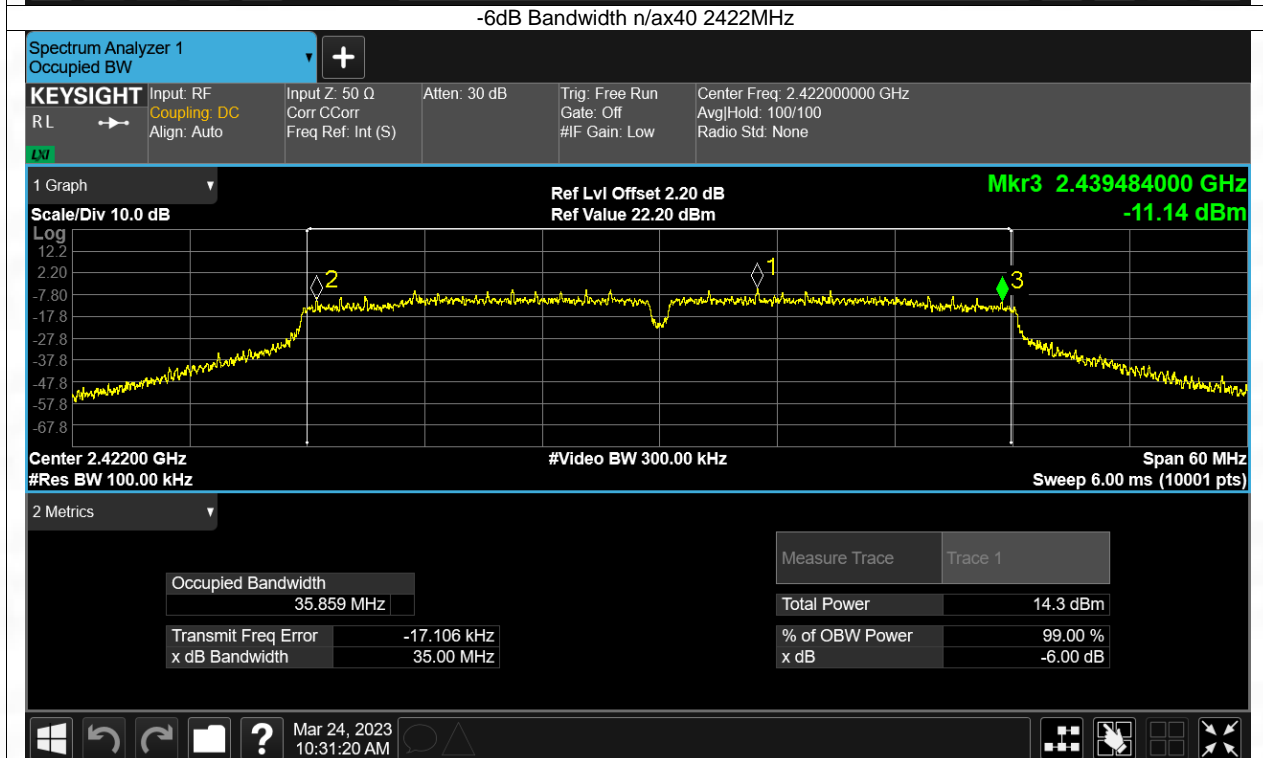 -6dB Bandwidth n/ax40 2422MHz
Spectrum Analyzer 1
Occupied BW
+
KEYSIGHT
RL
LXI
Input: RF
Coupling: DC
Align: Auto
Input Z: 50 Ω
Corr CCorr
Freq Ref: Int (S)
Atten: 30 dB
Trig: Free Run
Gate: Off
#IF Gain: Low
Center Freq: 2.422000000 GHz
Avg|Hold: 100/100
Radio Std: None
1 Graph
Scale/Div 10.0 dB
Ref Lvl Offset 2.20 dB
Ref Value 22.20 dBm
Mkr3 2.439484000 GHz
-11.14 dBm
Log
12.2
2.20
-7.80
-17.8
-27.8
-37.8
-47.8
-57.8
-67.8
2
1
3
Center 2.42200 GHz
#Res BW 100.00 kHz
#Video BW 300.00 kHz
Span 60 MHz
Sweep 6.00 ms (10001 pts)
2 Metrics
Measure Trace Trace 1
Occupied Bandwidth
35.859 MHz
Total Power 14.3 dBm
Transmit Freq Error -17.106 kHz
% of OBW Power 99.00 %
x dB Bandwidth 35.00 MHz
x dB -6.00 dB
?
Mar 24, 2023
10:31:20 AM